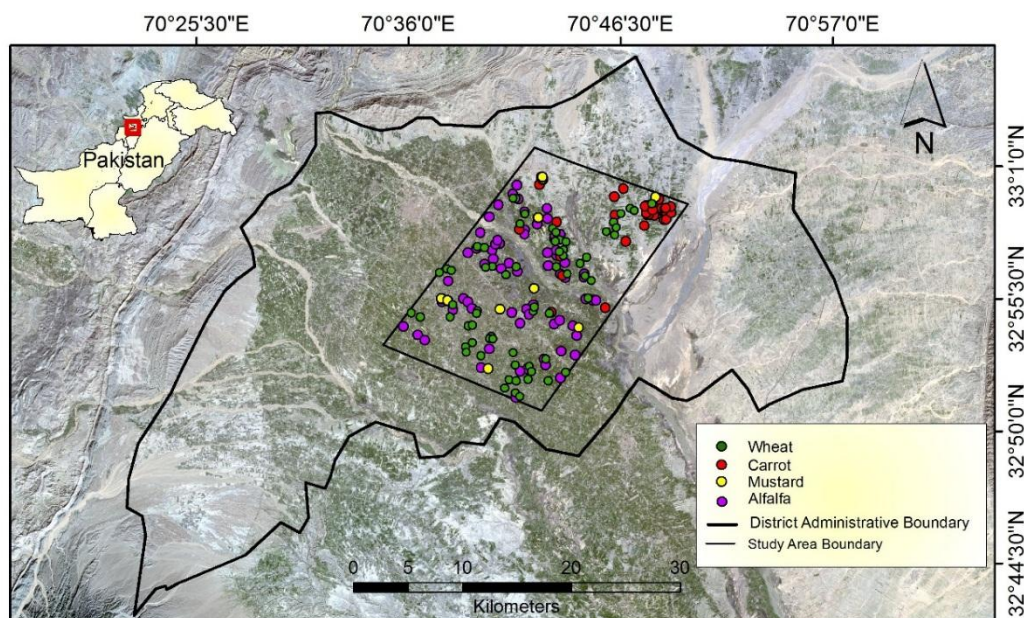 70°25'30"E 70°36'0"E 70°46'30"E 70°57'0"E
Pakistan
N
33°1'0"N
32°55'30"N
32°50'0"N
32°44'30"N
Wheat
Carrot
Mustard
Alfalfa
District Administrative Boundary
Study Area Boundary
0 5 10 20 30
Kilometers